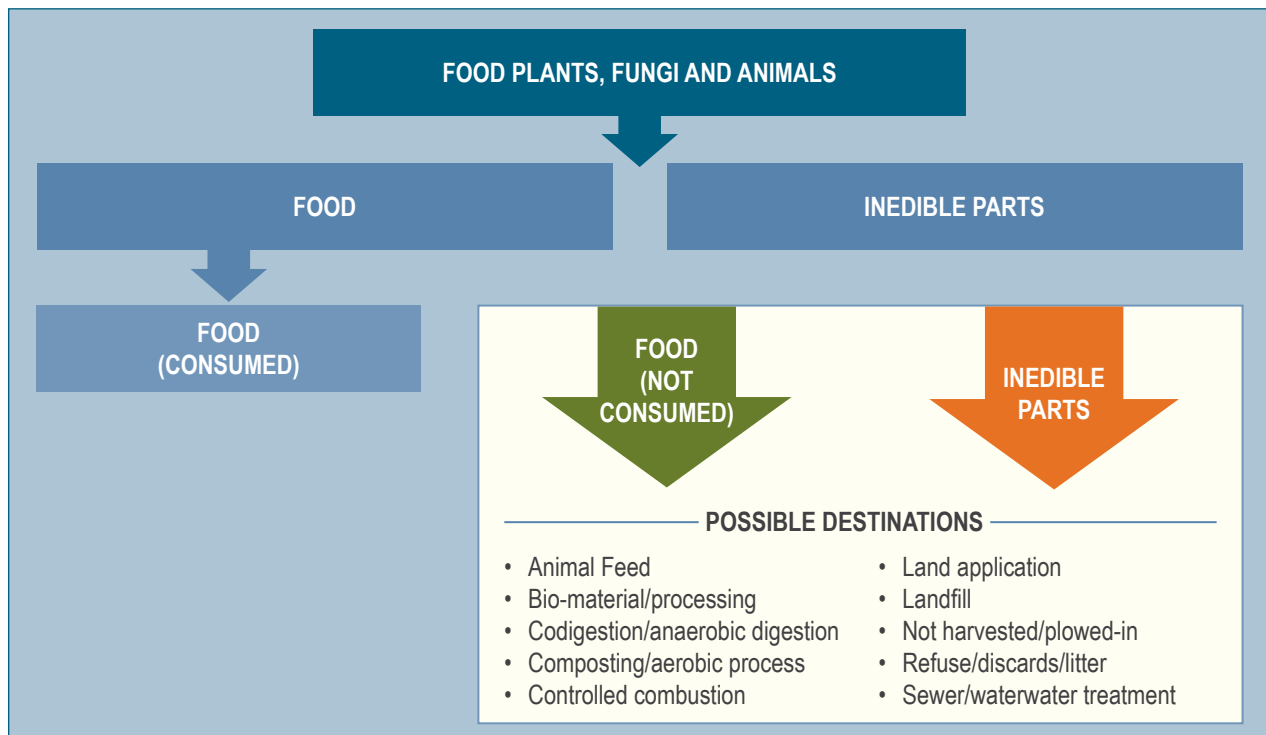 FOOD PLANTS, FUNGI AND ANIMALS
FOOD
INEDIBLE PARTS
FOOD
(CONSUMED)
FOOD
(NOT
CONSUMED)
INEDIBLE
PARTS
POSSIBLE DESTINATIONS
• Animal Feed
• Bio-material/processing
• Codigestion/anaerobic digestion
• Composting/aerobic process
• Controlled combustion
• Land application
• Landfill
• Not harvested/plowed-in
• Refuse/discards/litter
• Sewer/waterwater treatment